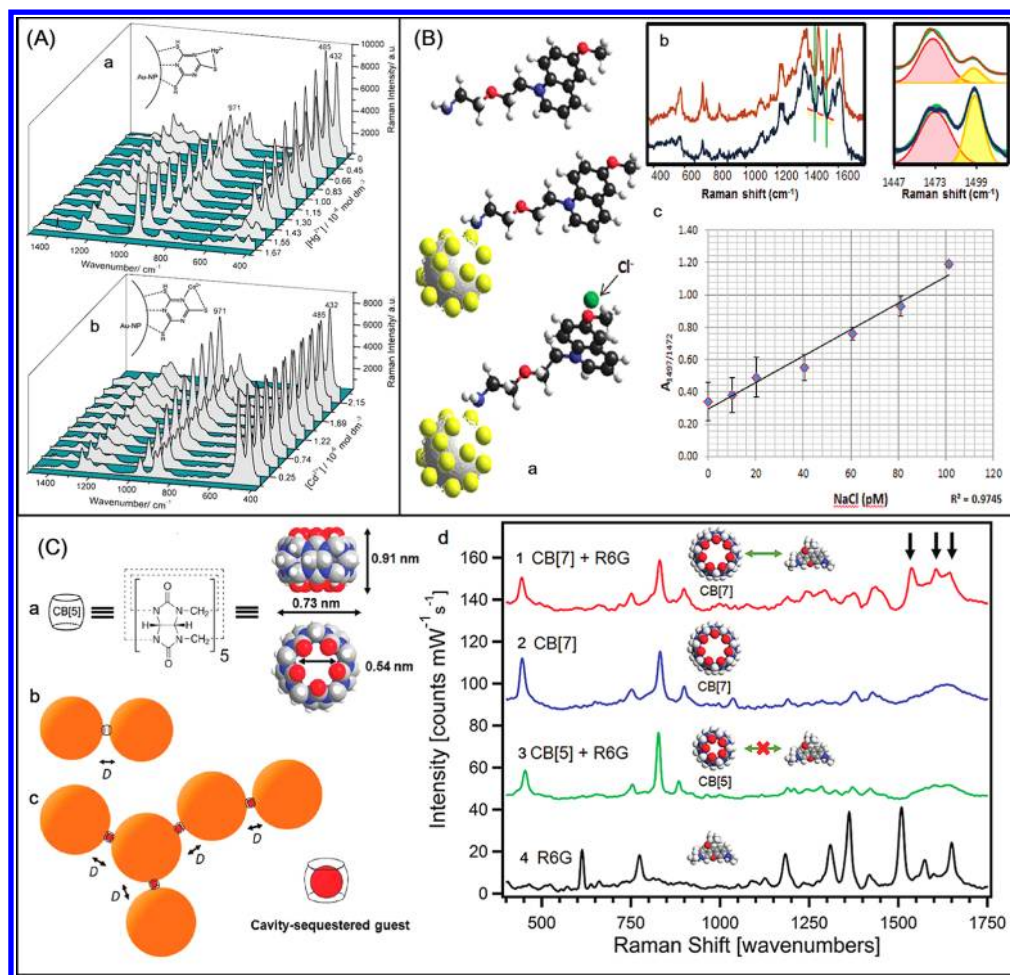 (A)
a
Hg²⁺
Au-NP
971
485
432
10000
8000
6000
4000
2000
0
Raman Intensity/ a.u.
0.45
0.66
0.83
1.00
1.15
1.30
1.43
1.55
1.67
[Hg²⁺] / 10⁻⁶ mol dm⁻³
1400 1200 1000 800 600 400
Wavenumber/ cm⁻¹
b
Au-NP
971
485
432
8000
6000
4000
2000
0
Raman Intensity/ a.u.
2.15
1.69
1.22
0.74
0.25
1400 1200 1000 800 600 400
Wavenumber/ cm⁻¹
(B)
Cl⁻
a
b
400 600 800 1000 1200 1400 1600
Raman shift (cm⁻¹)
1447 1473 1499
Raman shift (cm⁻¹)
c
1.40
1.20
1.00
0.80
0.60
0.40
0.20
0.00
A1497/1472
0 20 40 60 80 100 120
NaCl (pM)
R² = 0.9745
(C)
a
CB[5]
O
N N CH₂
H H
N N CH₂
O
5
0.91 nm
0.73 nm
0.54 nm
b
D
c
D
D
D
D
Cavity-sequestered guest
d
160
140
120
100
80
60
40
20
0
Intensity [counts mW⁻¹ s⁻¹]
1 CB[7] + R6G
CB[7]
2 CB[7]
CB[7]
3 CB[5] + R6G
CB[5]
4 R6G
500 750 1000 1250 1500 1750
Raman Shift [wavenumbers]